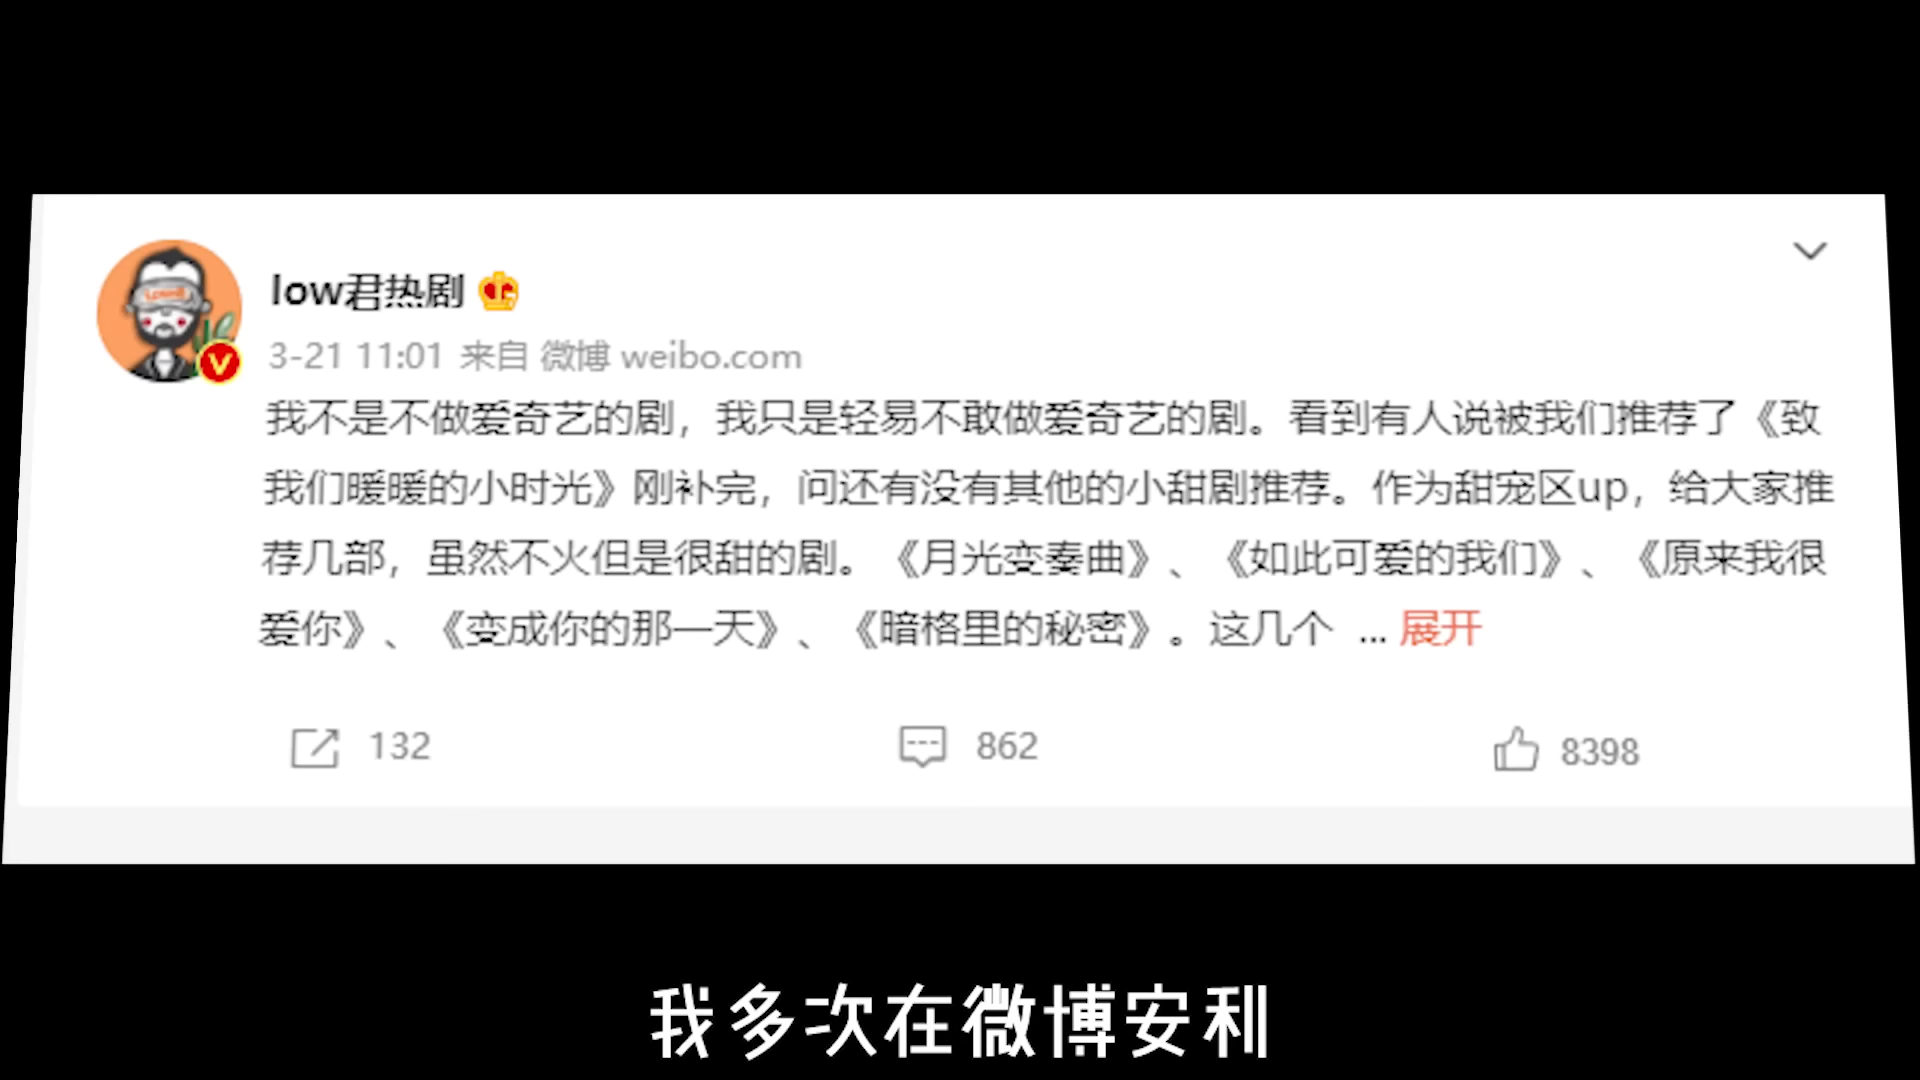 low君热剧
3-21 11:01 来自 微博 weibo.com
我不是不做爱奇艺的剧，我只是轻易不敢做爱奇艺的剧。看到有人说被我们推荐了《致
我们暖暖的小时光》刚补完，问还有没有其他的小甜剧推荐。作为甜宠区up，给大家推
荐几部，虽然不火但是很甜的剧。《月光变奏曲》、《如此可爱的我们》、《原来我很
爱你》、《变成你的那一天》、《暗格里的秘密》。这几个 ... 展开
132
862
8398
我多次在微博安利